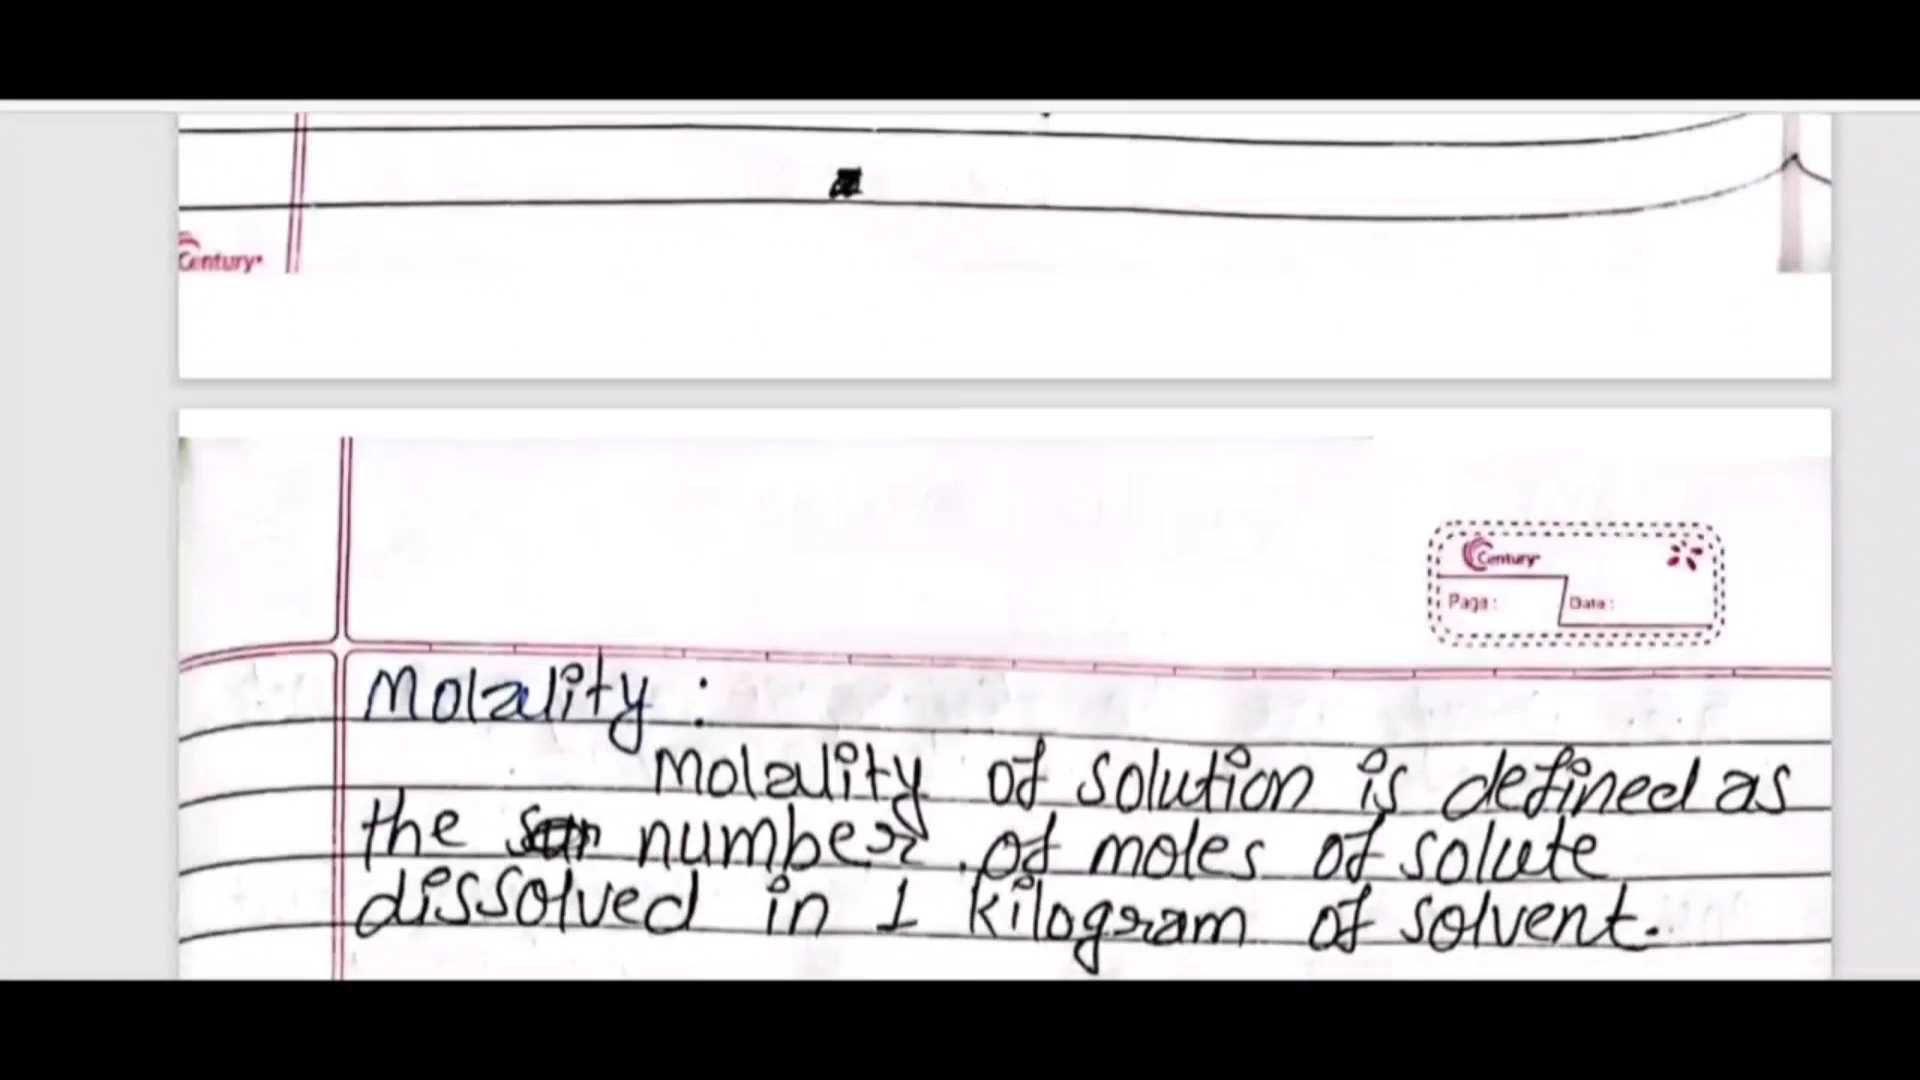 Century
Century
Page :
Date :
Molality :
Molality of solution is defined as
the number of moles of solute
dissolved in 1 kilogram of solvent.